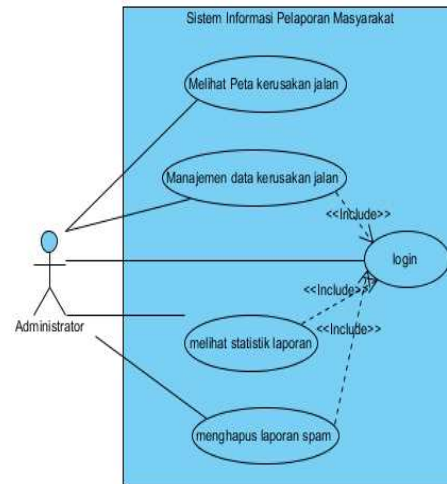 Sistem Informasi Pelaporan Masyarakat
Melihat Peta kerusakan jalan
Manajemen data kerusakan jalan
<<Include>>
login
<<Include>>
<<Include>>
Administrator
melihat statistik laporan
menghapus laporan spam